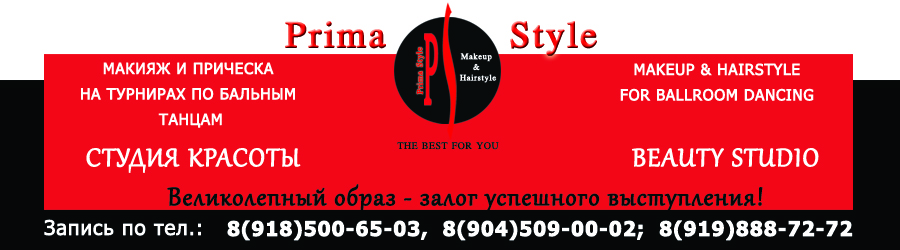 Prima Style
Prima Style
PS
Makeup
&
Hairstyle
THE BEST FOR YOU
МАКИЯЖ И ПРИЧЕСКА
НА ТУРНИРАХ ПО БАЛЬНЫМ
ТАНЦАМ
СТУДИЯ КРАСОТЫ
MAKEUP & HAIRSTYLE
FOR BALLROOM DANCING
BEAUTY STUDIO
Великолепный образ - залог успешного выступления!
Запись по тел.: 8(918)500-65-03, 8(904)509-00-02; 8(919)888-72-72